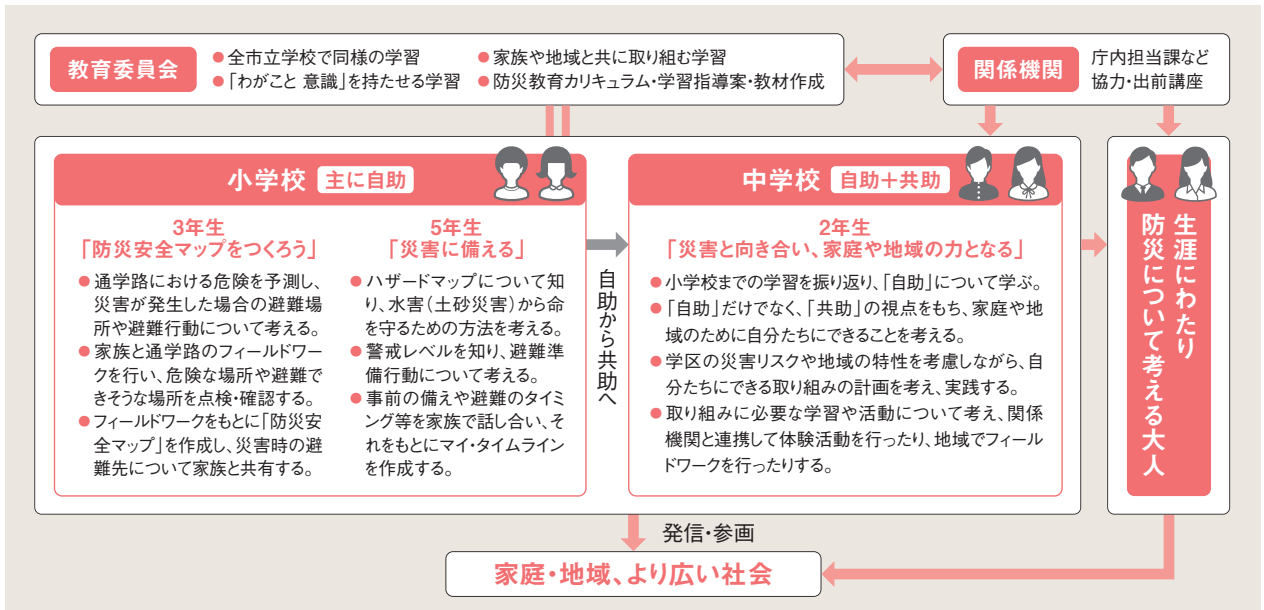 教育委員会
● 全市立学校で同様の学習
● 「わがこと 意識」を持たせる学習
● 家族や地域と共に取り組む学習
● 防災教育カリキュラム・学習指導案・教材作成
関係機関
庁内担当課など
協力・出前講座
小学校 主に自助
3年生
「防災安全マップをつくろう」
● 通学路における危険を予測し、
災害が発生した場合の避難場
所や避難行動について考える。
● 家族と通学路のフィールドワー
クを行い、危険な場所や避難で
きそうな場所を点検・確認する。
● フィールドワークをもとに「防災安
全マップ」を作成し、災害時の避
難先について家族と共有する。
5年生
「災害に備える」
● ハザードマップについて知
り、水害（土砂災害）から命
を守るための方法を考える。
● 警戒レベルを知り、避難準
備行動について考える。
● 事前の備えや避難のタイミ
ング等を家族で話し合い、そ
れをもとにマイ・タイムライン
を作成する。
自助から共助へ
中学校 自助＋共助
2年生
「災害と向き合い、家庭や地域の力となる」
● 小学校までの学習を振り返り、「自助」について学ぶ。
● 「自助」だけでなく、「共助」の視点をもち、家庭や地
域のために自分たちにできることを考える。
● 学区の災害リスクや地域の特性を考慮しながら、自
分たちにできる取り組みの計画を考え、実践する。
● 取り組みに必要な学習や活動について考え、関係
機関と連携して体験活動を行ったり、地域でフィール
ドワークを行ったりする。
生涯にわたり
防災について考える大人
発信・参画
家庭・地域、より広い社会